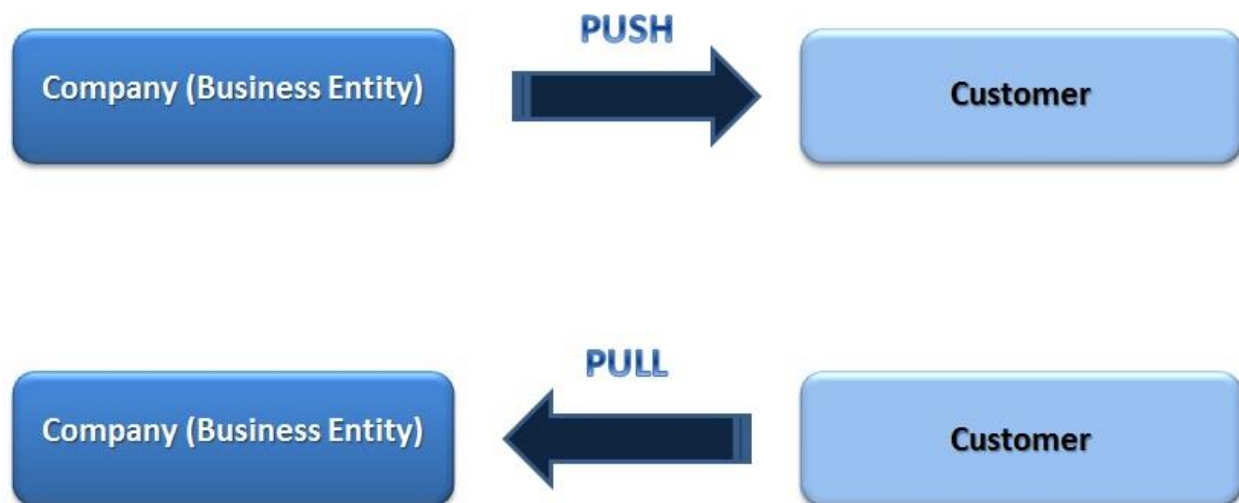 PUSH
Company (Business Entity)
Customer
PULL
Company (Business Entity)
Customer